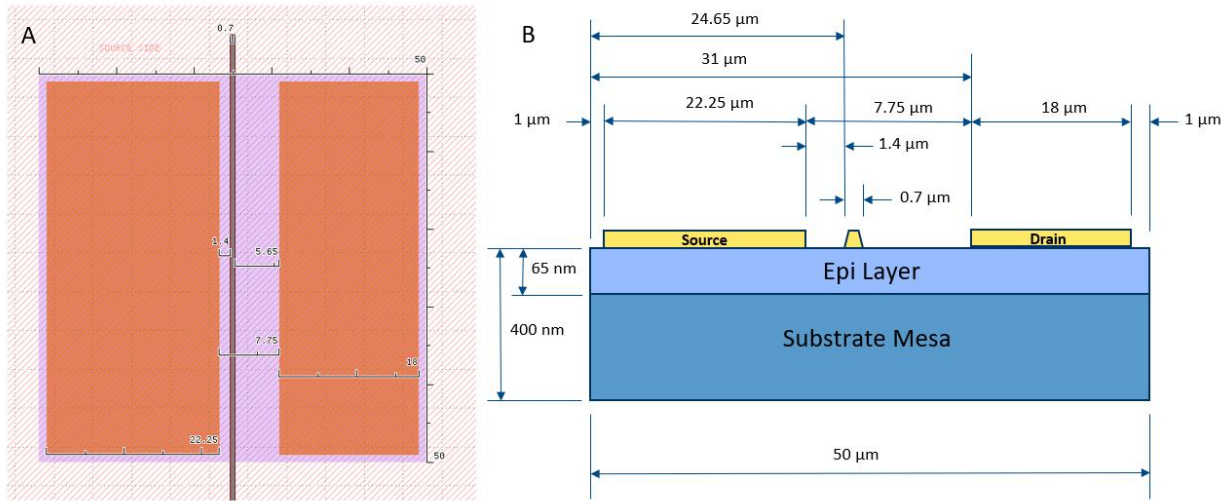 A
0.7
SOURCE SIDE
50
1.4
5.65
7.75
18
22.25
50
B
24.65 µm
31 µm
22.25 µm
7.75 µm
18 µm
1 µm
1 µm
1.4 µm
0.7 µm
Source
Drain
65 nm
Epi Layer
400 nm
Substrate Mesa
50 µm